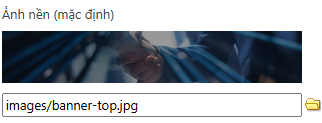 Ảnh nền (mặc định)
images/banner-top.jpg